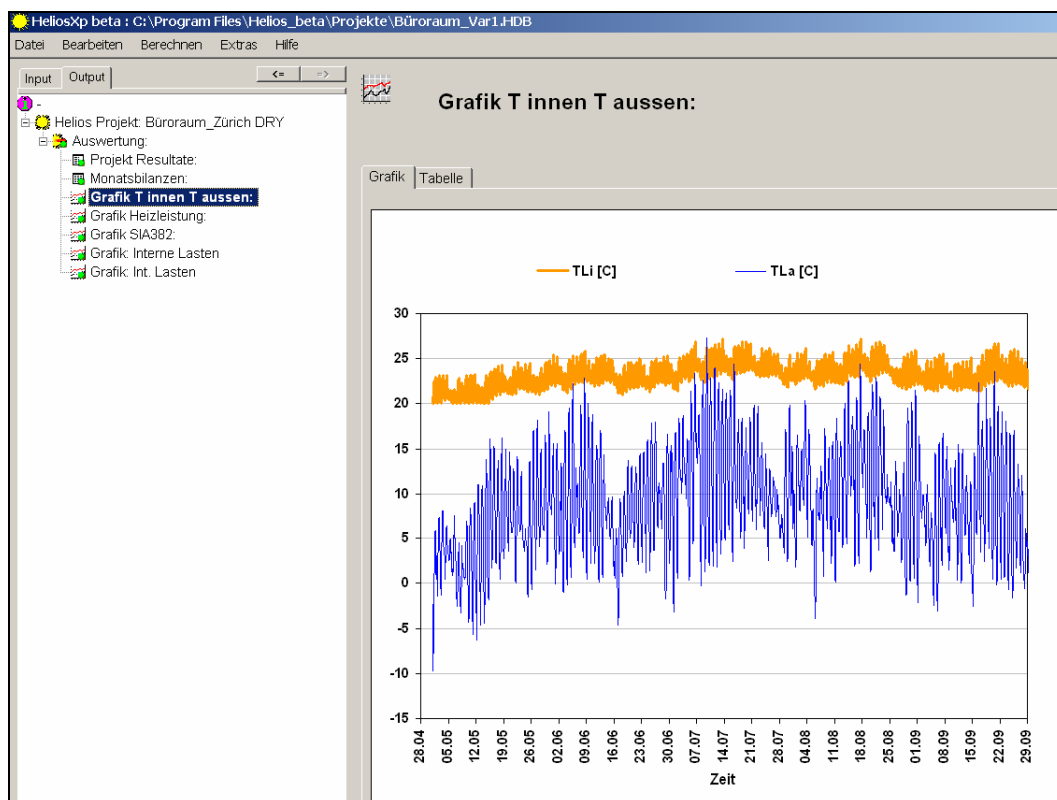 HeliosXp beta : C:\Program Files\Helios_beta\Projekte\Büroraum_Var1.HDB
Datei Bearbeiten Berechnen Extras Hilfe
Input Output <= =>
-
Helios Projekt: Büroraum_Zürich DRY
Auswertung:
Projekt Resultate:
Monatsbilanzen:
Grafik T innen T aussen:
Grafik Heizleistung:
Grafik SIA382:
Grafik: Interne Lasten
Grafik: Int. Lasten
Grafik T innen T aussen:
Grafik Tabelle
TLi [C] TLa [C]
30
25
20
15
10
5
0
-5
-10
-15
28.04 05.05 12.05 19.05 26.05 02.06 09.06 16.06 23.06 30.06 07.07 14.07 21.07 28.07 04.08 11.08 18.08 25.08 01.09 08.09 15.09 22.09 29.09
Zeit